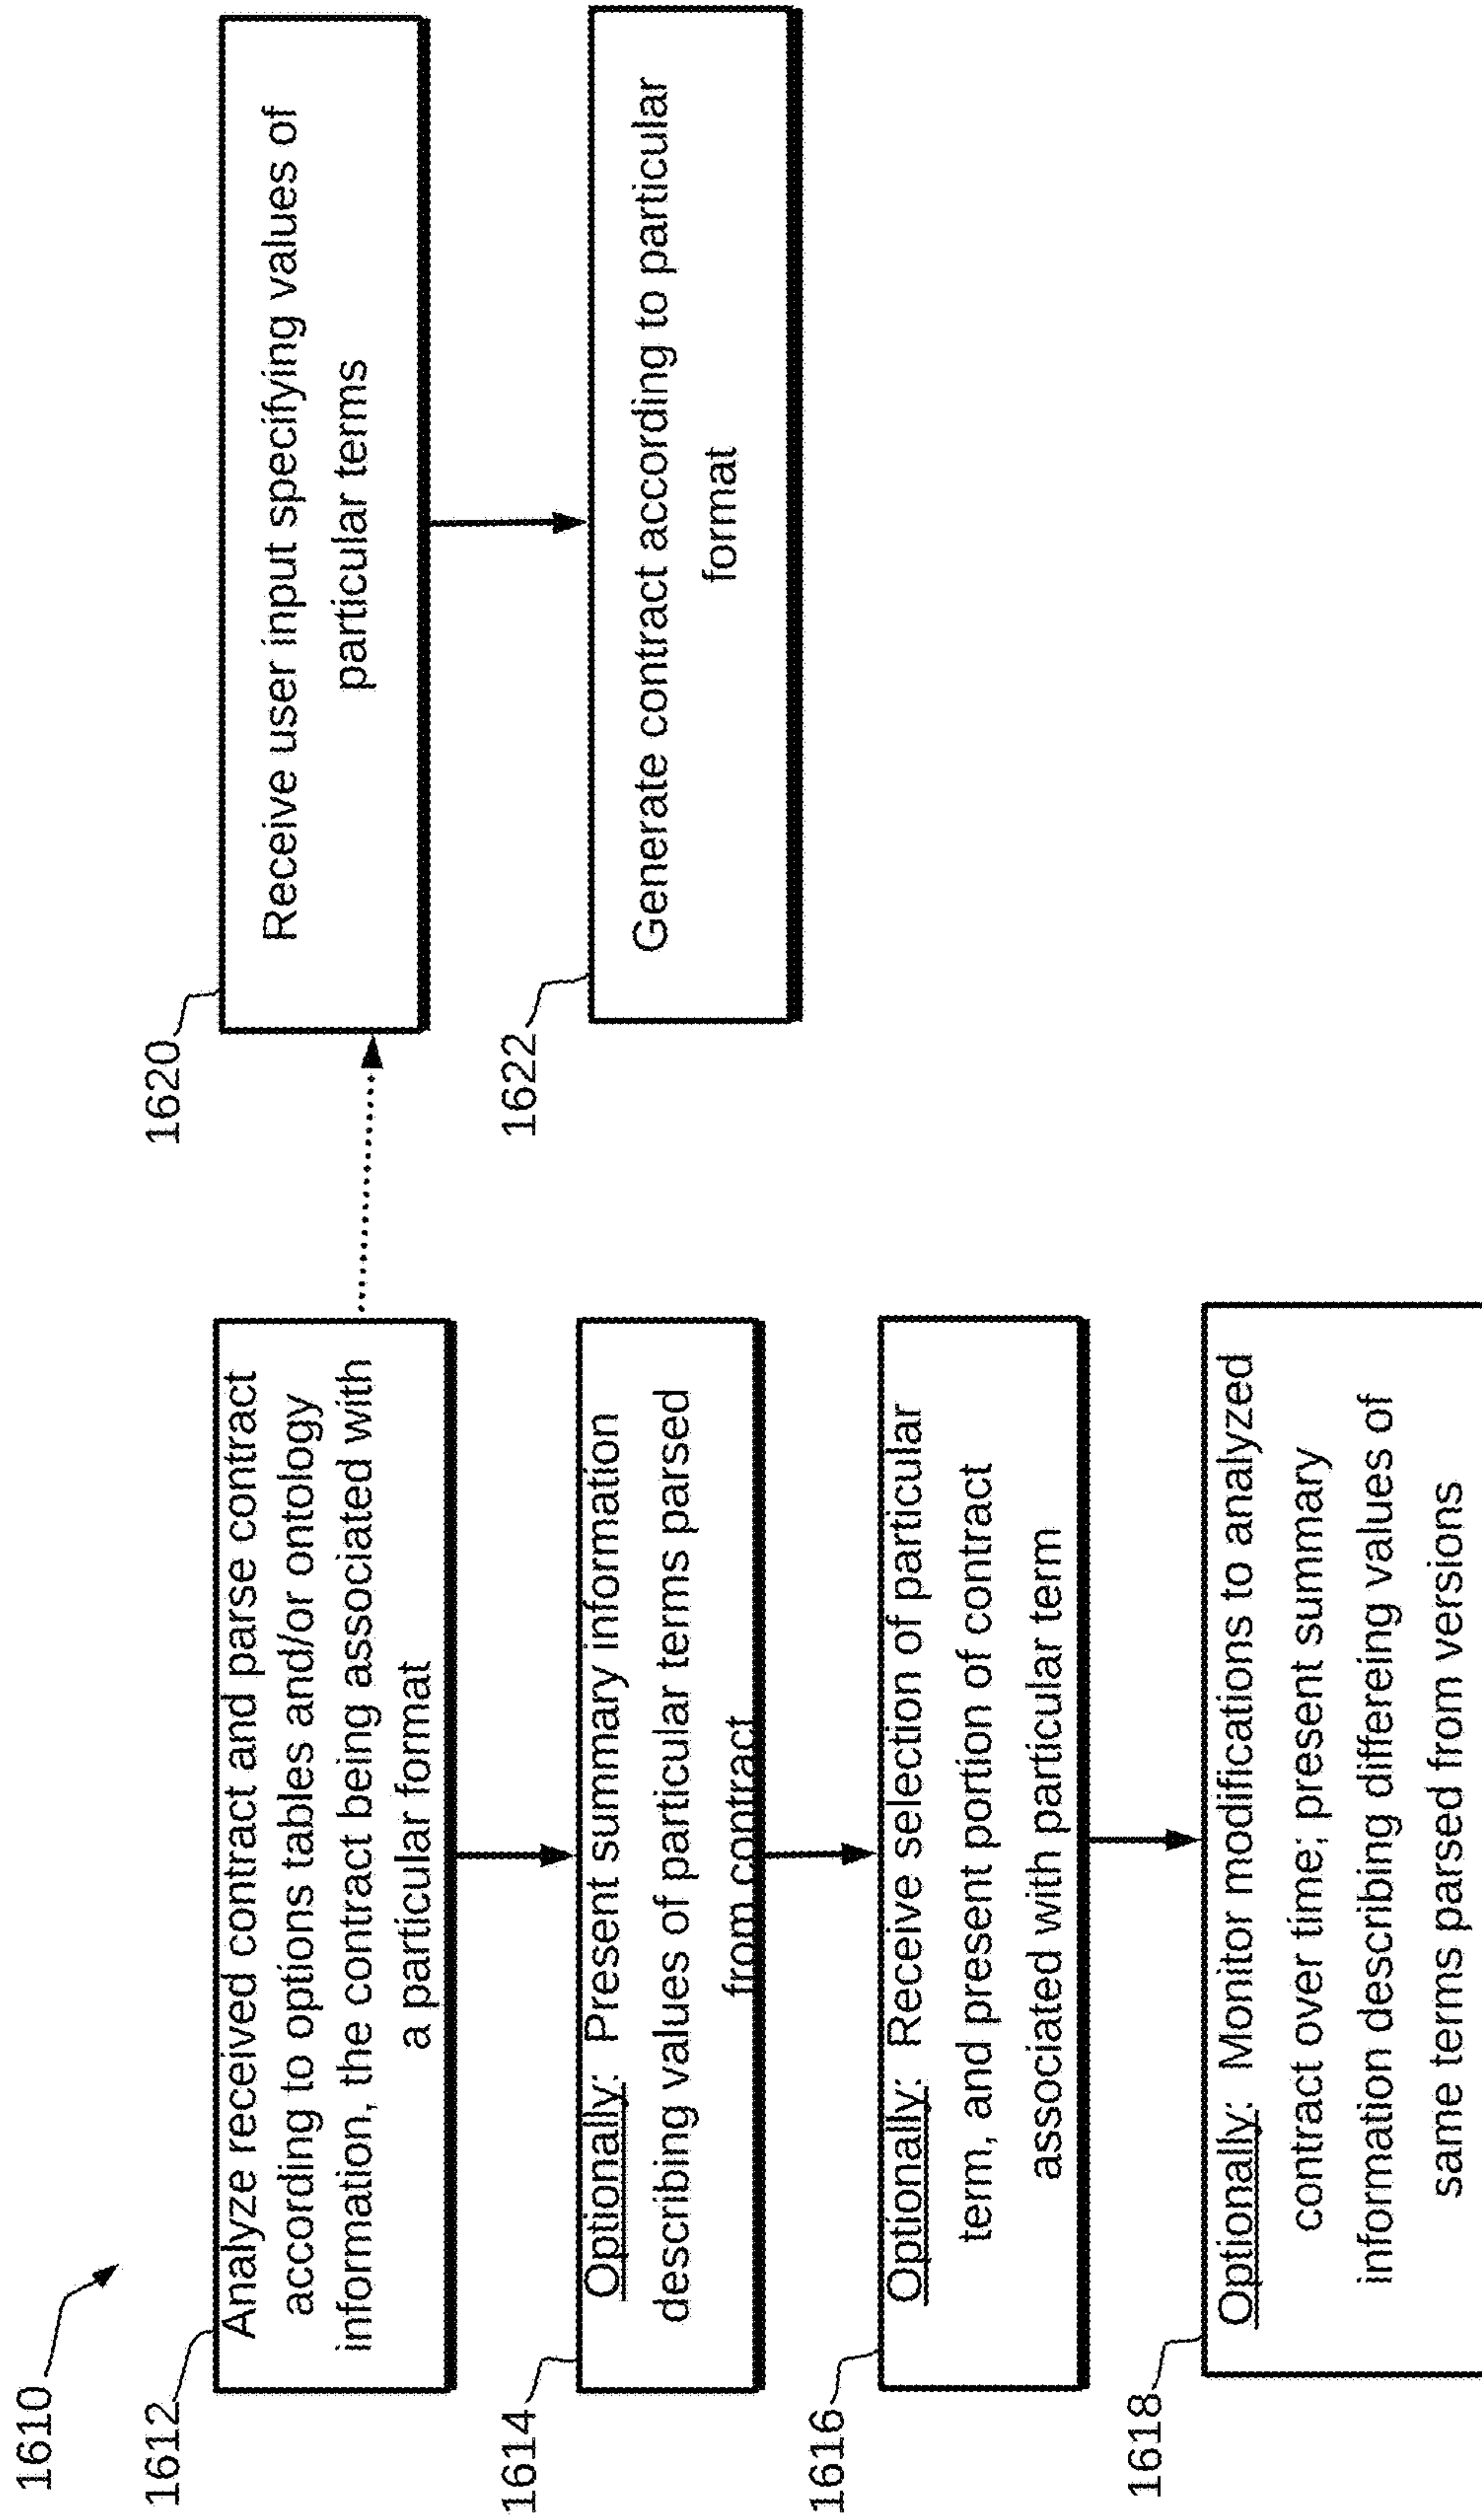 1610
1612
Analyze received contract and parse contract
according to options tables and/or ontology
information, the contract being associated with
a particular format
1614
Optionally: Present summary information
describing values of particular terms parsed
from contract
1616
Optionally: Receive selection of particular
term, and present portion of contract
associated with particular term
1618
Optionally: Monitor modifications to analyzed
contract over time; present summary
information describing differeing values of
same terms parsed from versions
1620
Receive user input specifying values of
particular terms
1622
Generate contract according to particular
format